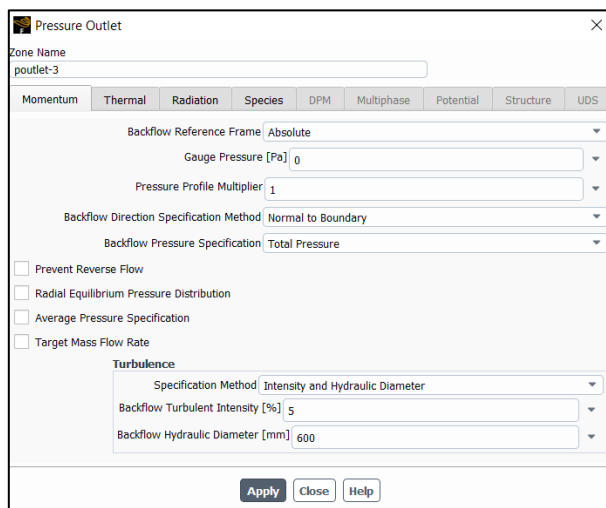 Pressure Outlet
Zone Name
poutlet-3
Momentum Thermal Radiation Species DPM Multiphase Potential Structure UDS
Backflow Reference Frame Absolute
Gauge Pressure [Pa] 0
Pressure Profile Multiplier 1
Backflow Direction Specification Method Normal to Boundary
Backflow Pressure Specification Total Pressure
Prevent Reverse Flow
Radial Equilibrium Pressure Distribution
Average Pressure Specification
Target Mass Flow Rate
Turbulence
Specification Method Intensity and Hydraulic Diameter
Backflow Turbulent Intensity [%] 5
Backflow Hydraulic Diameter [mm] 600
Apply Close Help